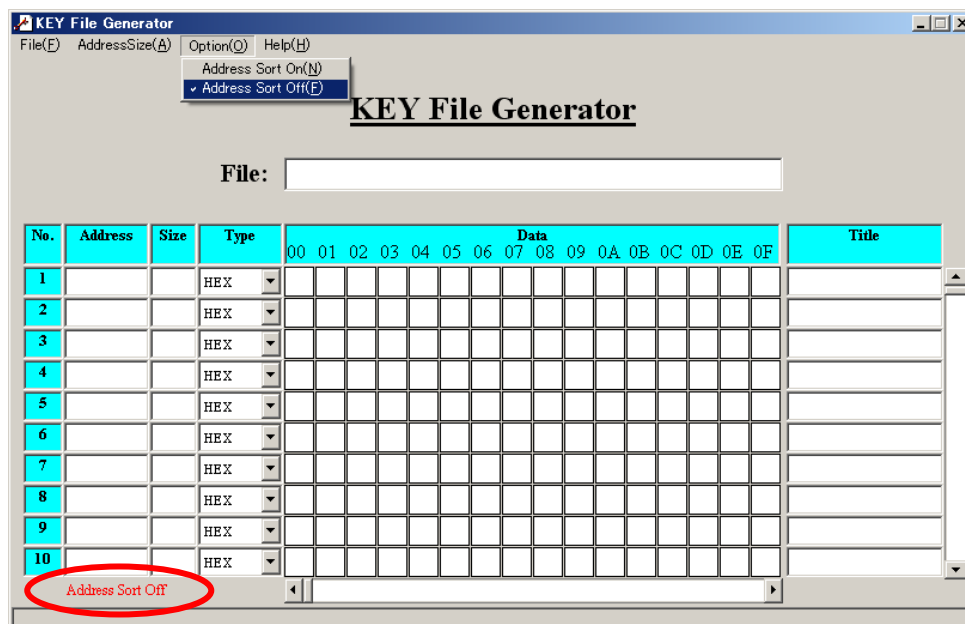 KEY File Generator
File(F) AddressSize(A) Option(O) Help(H)
Address Sort On(N)
✓ Address Sort Off(F)
KEY File Generator
File:
No. Address Size Type Data Title
00 01 02 03 04 05 06 07 08 09 0A 0B 0C 0D 0E 0F
1 HEX
2 HEX
3 HEX
4 HEX
5 HEX
6 HEX
7 HEX
8 HEX
9 HEX
10 HEX
Address Sort Off